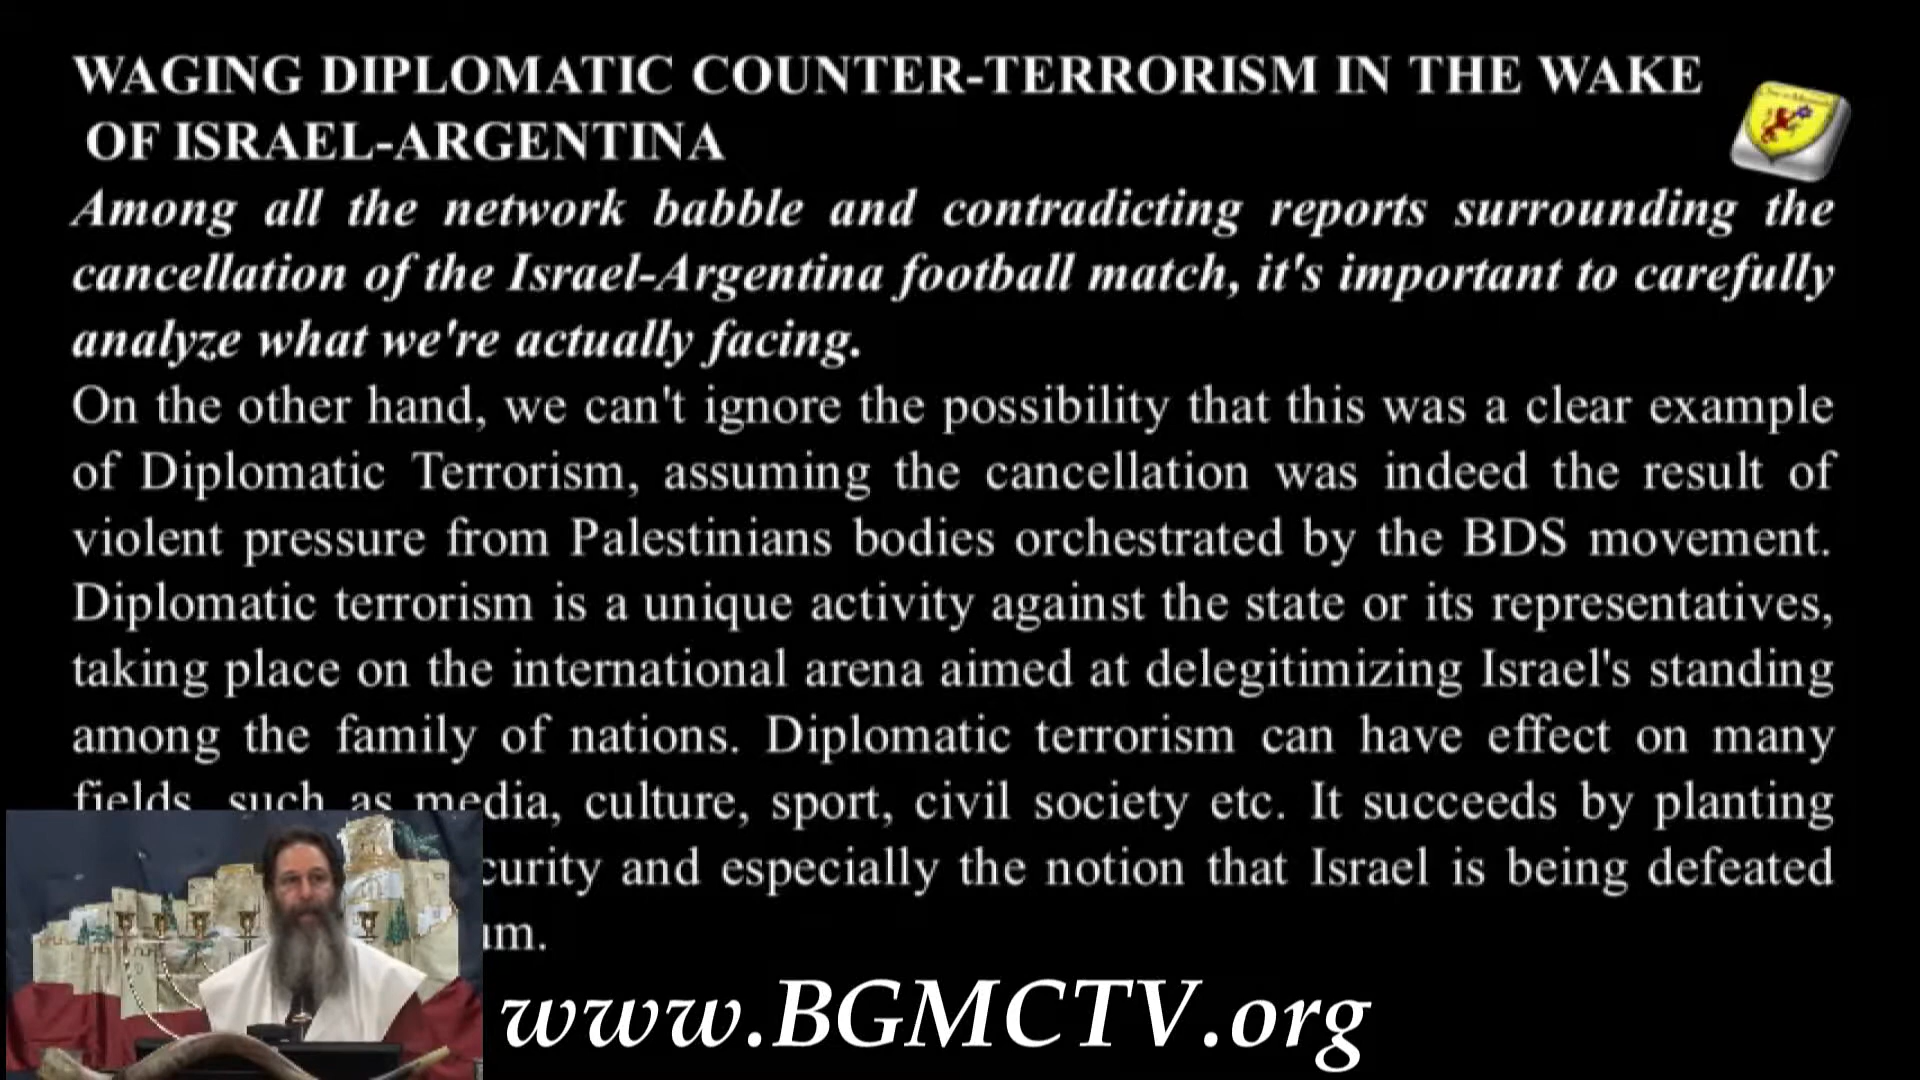 WAGING DIPLOMATIC COUNTER-TERRORISM IN THE WAKE
OF ISRAEL-ARGENTINA
Among all the network babble and contradicting reports surrounding the
cancellation of the Israel-Argentina football match, it's important to carefully
analyze what we're actually facing.
On the other hand, we can't ignore the possibility that this was a clear example
of Diplomatic Terrorism, assuming the cancellation was indeed the result of
violent pressure from Palestinians bodies orchestrated by the BDS movement.
Diplomatic terrorism is a unique activity against the state or its representatives,
taking place on the international arena aimed at delegitimizing Israel's standing
among the family of nations. Diplomatic terrorism can have effect on many
fields, such as media, culture, sport, civil society etc. It succeeds by planting
curity and especially the notion that Israel is being defeated
um.
www.BGMCTV.org